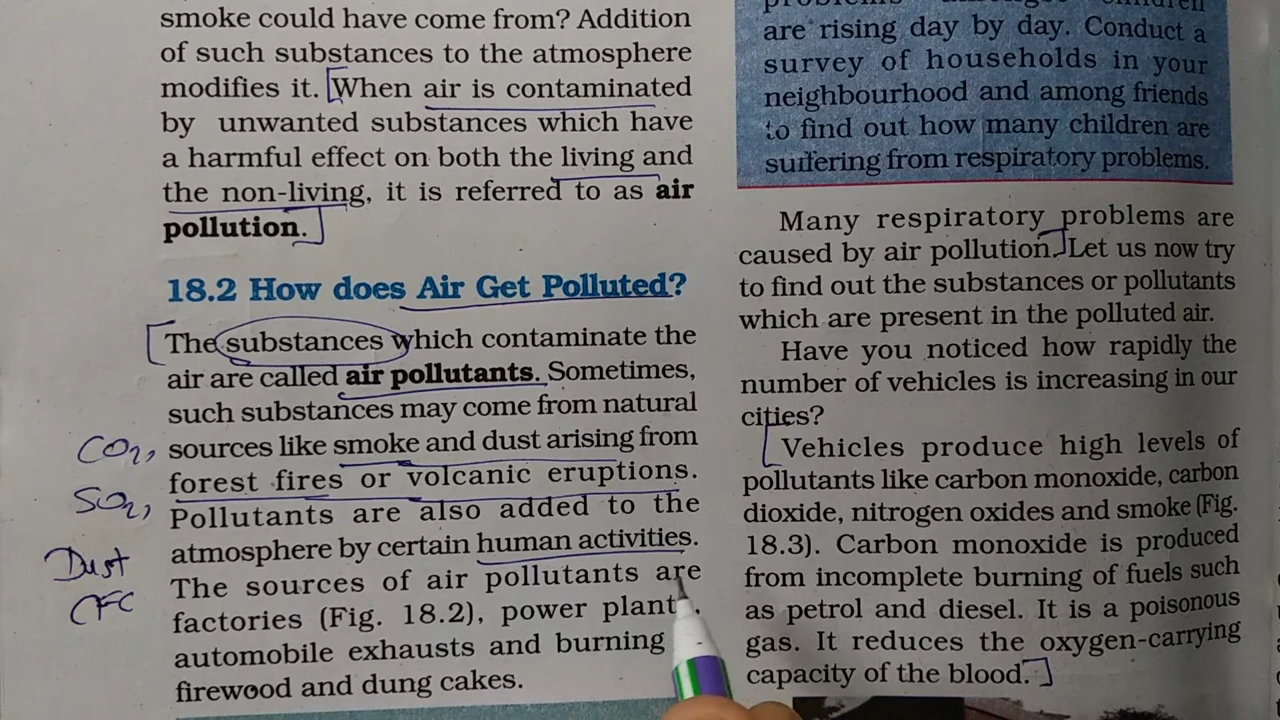 smoke could have come from? Addition
of such substances to the atmosphere
modifies it. When air is contaminated
by unwanted substances which have
a harmful effect on both the living and
the non-living, it is referred to as air
pollution.
18.2 How does Air Get Polluted?
The substances which contaminate the
air are called air pollutants. Sometimes,
such substances may come from natural
sources like smoke and dust arising from
forest fires or volcanic eruptions.
Pollutants are also added to the
atmosphere by certain human activities.
The sources of air pollutants are
factories (Fig. 18.2), power plant
automobile exhausts and burning
firewood and dung cakes.
CO2,
SO2,
Dust
CFC
problems amongst children
are rising day by day. Conduct a
survey of households in your
neighbourhood and among friends
to find out how many children are
suffering from respiratory problems.
Many respiratory problems are
caused by air pollution. Let us now try
to find out the substances or pollutants
which are present in the polluted air.
Have you noticed how rapidly the
number of vehicles is increasing in our
cities?
Vehicles produce high levels of
pollutants like carbon monoxide, carbon
dioxide, nitrogen oxides and smoke (Fig.
18.3). Carbon monoxide is produced
from incomplete burning of fuels such
as petrol and diesel. It is a poisonous
gas. It reduces the oxygen-carrying
capacity of the blood.